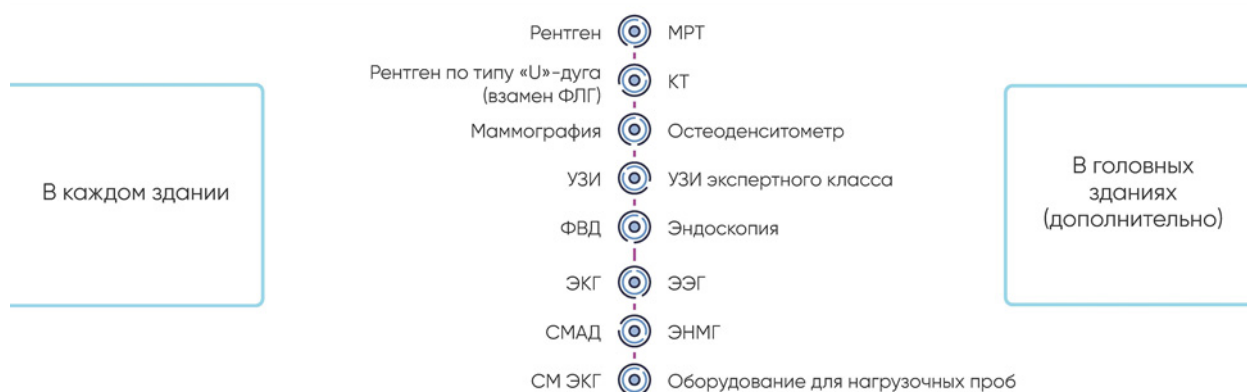 В каждом здании
Рентген
Рентген по типу «U»-дуга
(взамен ФЛГ)
Маммография
УЗИ
ФВД
ЭКГ
СМАД
СМ ЭКГ
МРТ
КТ
Остеоденситометр
УЗИ экспертного класса
Эндоскопия
ЭЭГ
ЭНМГ
Оборудование для нагрузочных проб
В головных
зданиях
(дополнительно)